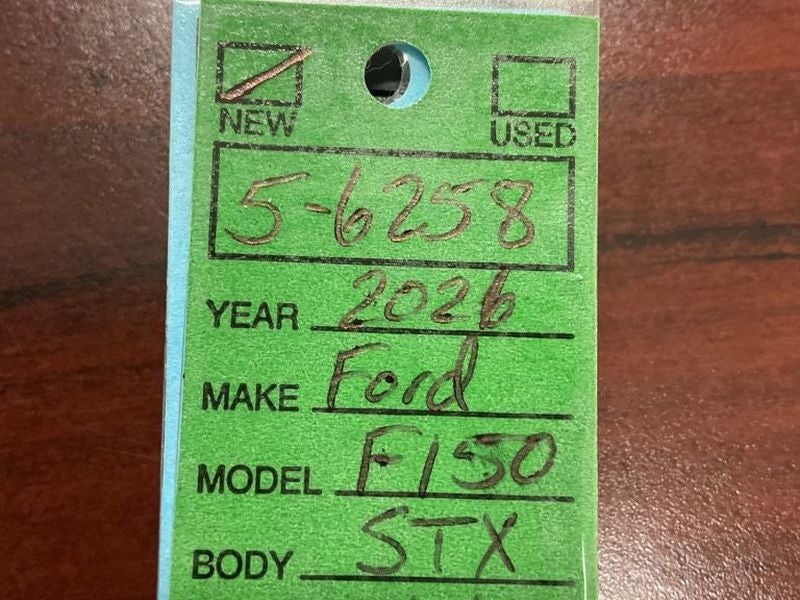 NEW USED
5-6258
YEAR 2026
MAKE Ford
MODEL F150
BODY STX